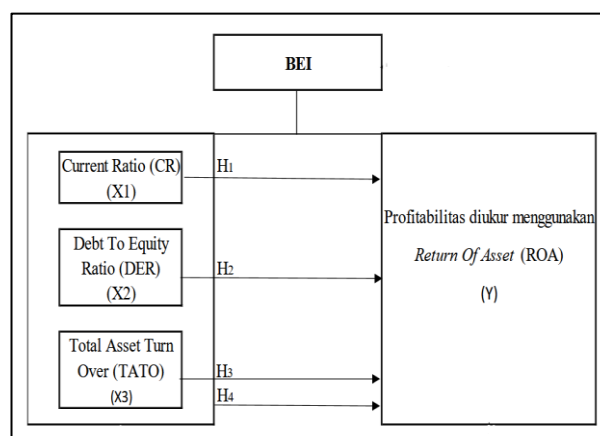 BEI
Current Ratio (CR)
(X1)
H1
Debt To Equity
Ratio (DER)
(X2)
H2
Total Asset Turn
Over (TATO)
(X3)
H3
H4
Profitabilitas diukur menggunakan
Return Of Asset (ROA)
(Y)